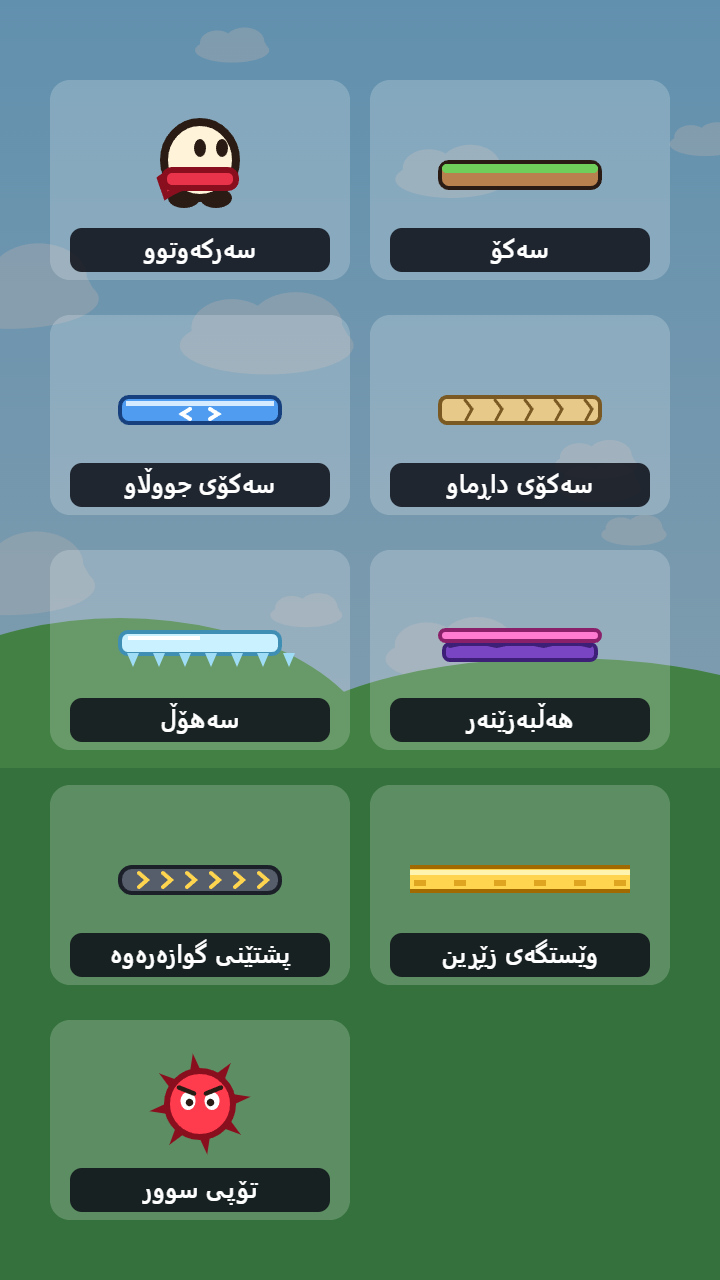 سەرکەوتوو
سەکۆ
سەکۆی جووڵاو
سەکۆی داڕماو
سەهۆڵ
هەڵبەزێنەر
پشتێنی گوازەرەوە
وێستگەی زێڕین
تۆپی سوور